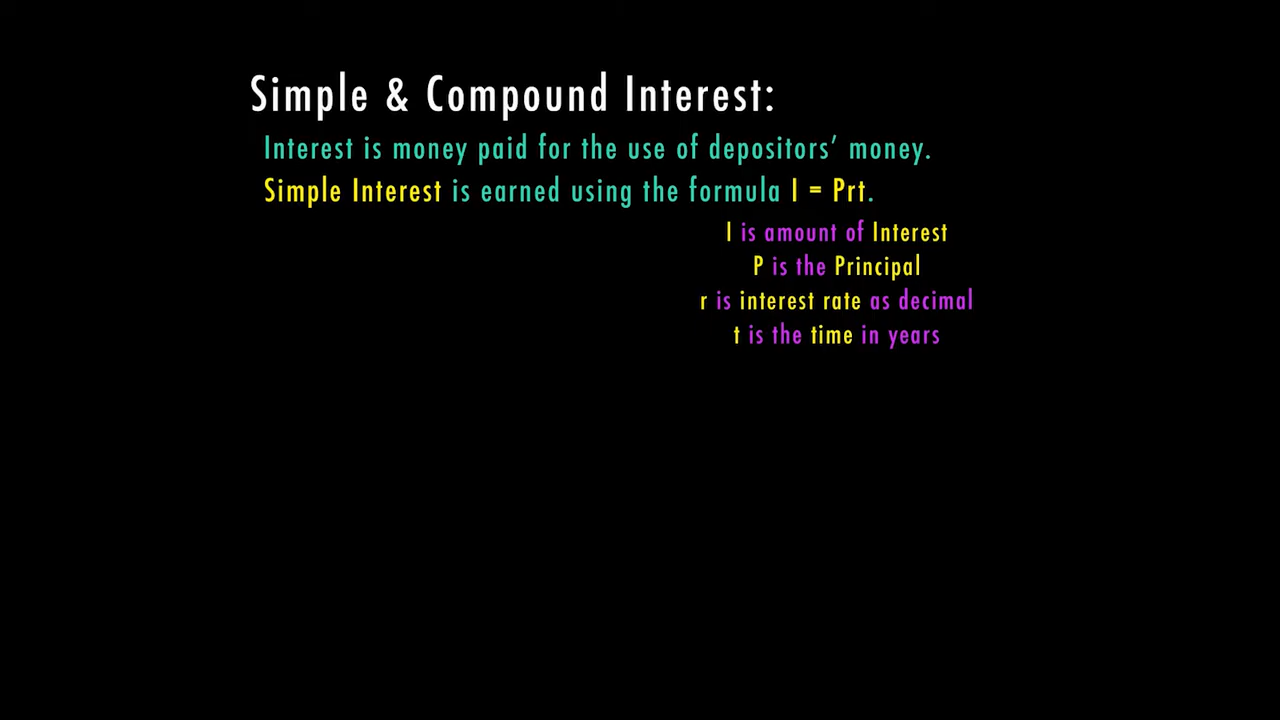 Simple & Compound Interest:
Interest is money paid for the use of depositors’ money.
Simple Interest is earned using the formula I = Prt.
I is amount of Interest
P is the Principal
r is interest rate as decimal
t is the time in years